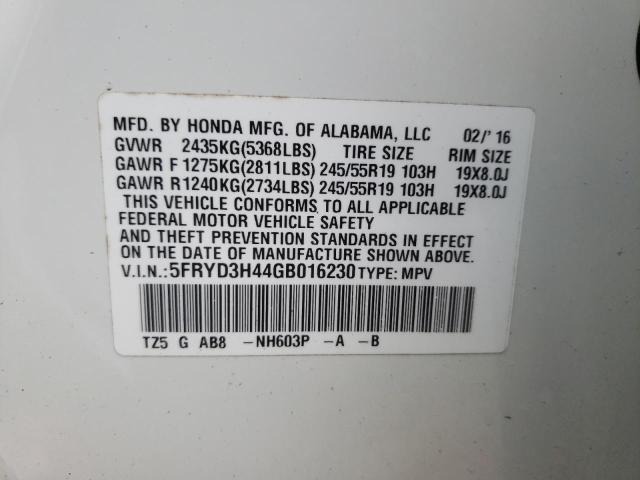 MFD. BY HONDA MFG. OF ALABAMA, LLC 02/'16
GVWR 2435KG(5368LBS) TIRE SIZE RIM SIZE
GAWR F 1275KG(2811LBS) 245/55R19 103H 19X8.0J
GAWR R1240KG(2734LBS) 245/55R19 103H 19X8.0J
THIS VEHICLE CONFORMS TO ALL APPLICABLE
FEDERAL MOTOR VEHICLE SAFETY
AND THEFT PREVENTION STANDARDS IN EFFECT
ON THE DATE OF MANUFACTURE SHOWN ABOVE.
V.I.N.:5FRYD3H44GB016230 TYPE: MPV
TZ5 G AB8 -NH603P -A -B